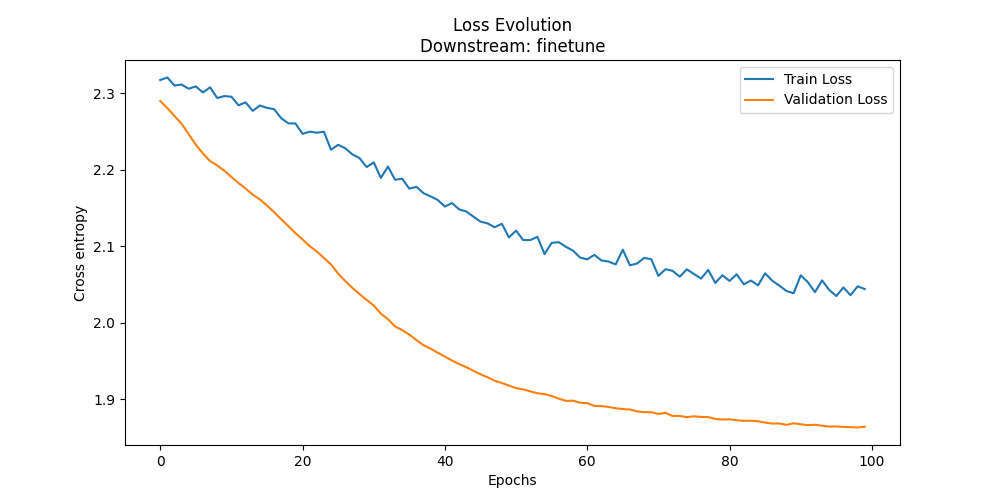 Loss Evolution
Downstream: finetune
Train Loss
Validation Loss
2.3
2.2
2.1
2.0
1.9
Cross entropy
0 20 40 60 80 100
Epochs